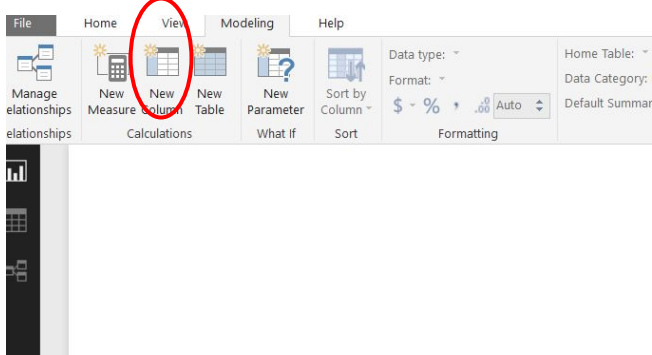 File Home View Modeling Help
Manage
elationships
New
Measure
New
Column
New
Table
New
Parameter
Sort by
Column
Data type:
Format:
$ - % , .00 Auto
Home Table:
Data Category:
Default Summar
elationships Calculations What If Sort Formatting